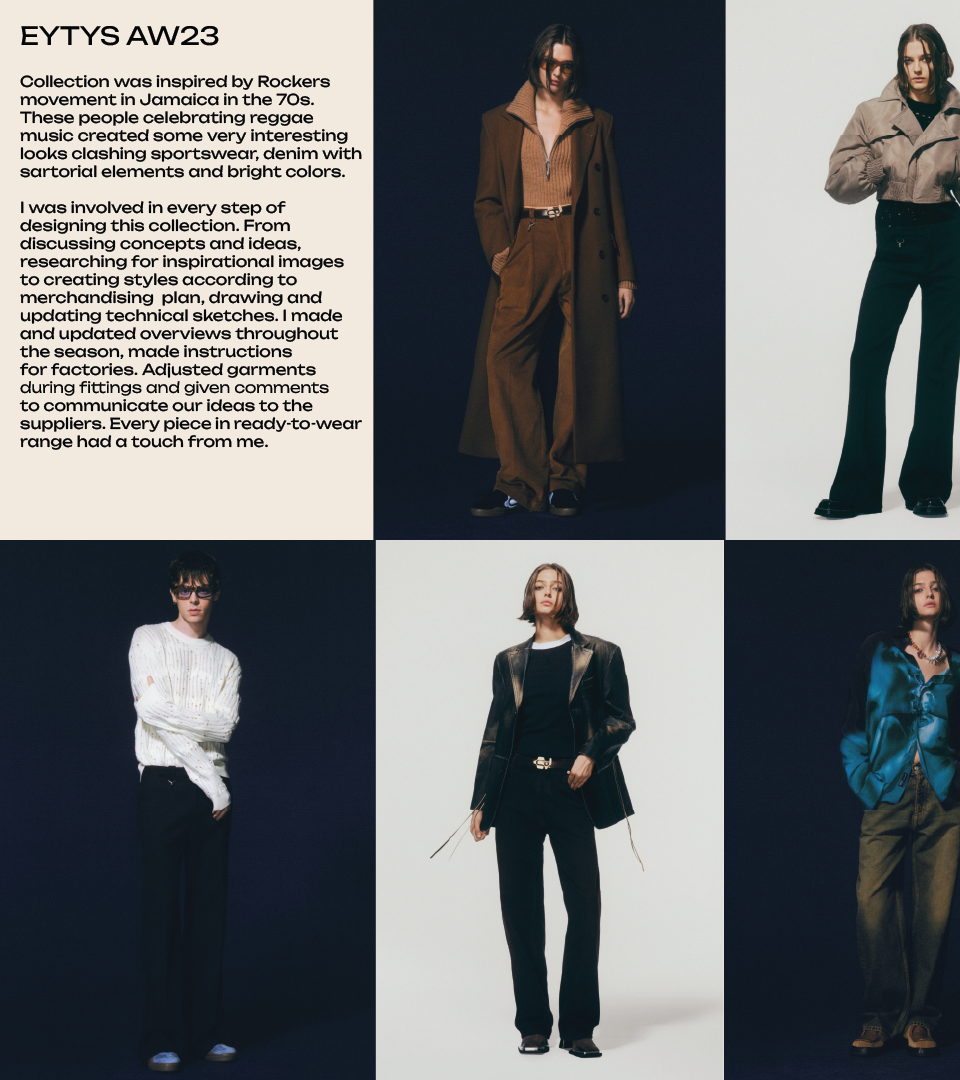 EYTYS AW23
Collection was inspired by Rockers
movement in Jamaica in the 70s.
These people celebrating reggae
music created some very interesting
looks clashing sportswear, denim with
sartorial elements and bright colors.
I was involved in every step of
designing this collection. From
discussing concepts and ideas,
researching for inspirational images
to creating styles according to
merchandising  plan, drawing and
updating technical sketches. I made
and updated overviews throughout
the season, made instructions
for factories. Adjusted garments
during fittings and given comments
to communicate our ideas to the
suppliers. Every piece in ready-to-wear
range had a touch from me.